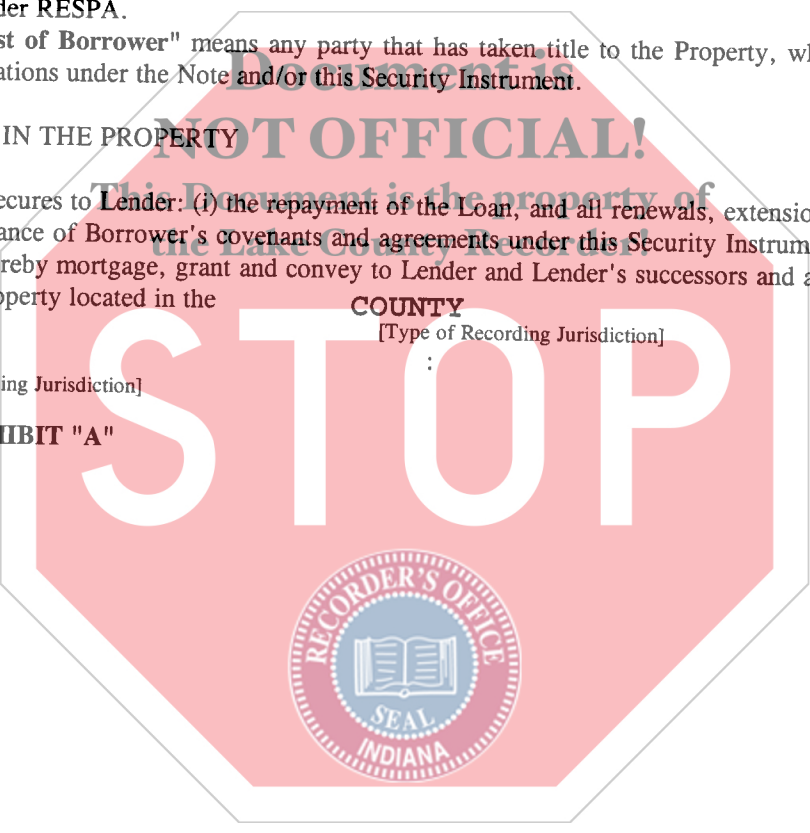 der RESPA.
st of Borrower" means any party that has taken title to the Property, wh
ations under the Note and/or this Security Instrument.
Document is
IN THE PROPERTY
NOT OFFICIAL!
This Document is the property of
ecures to Lender: (i) the repayment of the Loan, and all renewals, extensio
ance of Borrower's covenants and agreements under this Security Instrum
the Lake County Recorder!
reby mortgage, grant and convey to Lender and Lender's successors and a
operty located in the COUNTY
[Type of Recording Jurisdiction]
:
ing Jurisdiction]
HIBIT "A"
STOP
RECORDER'S OFFICE
SEAL
INDIANA